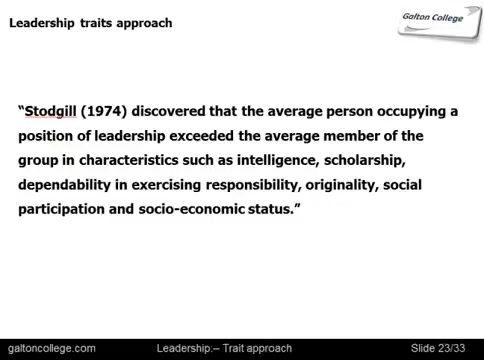 Leadership traits approach
Galton College
“Stodgill (1974) discovered that the average person occupying a
position of leadership exceeded the average member of the
group in characteristics such as intelligence, scholarship,
dependability in exercising responsibility, originality, social
participation and socio-economic status.”
galtoncollege.com Leadership:– Trait approach Slide 23/33